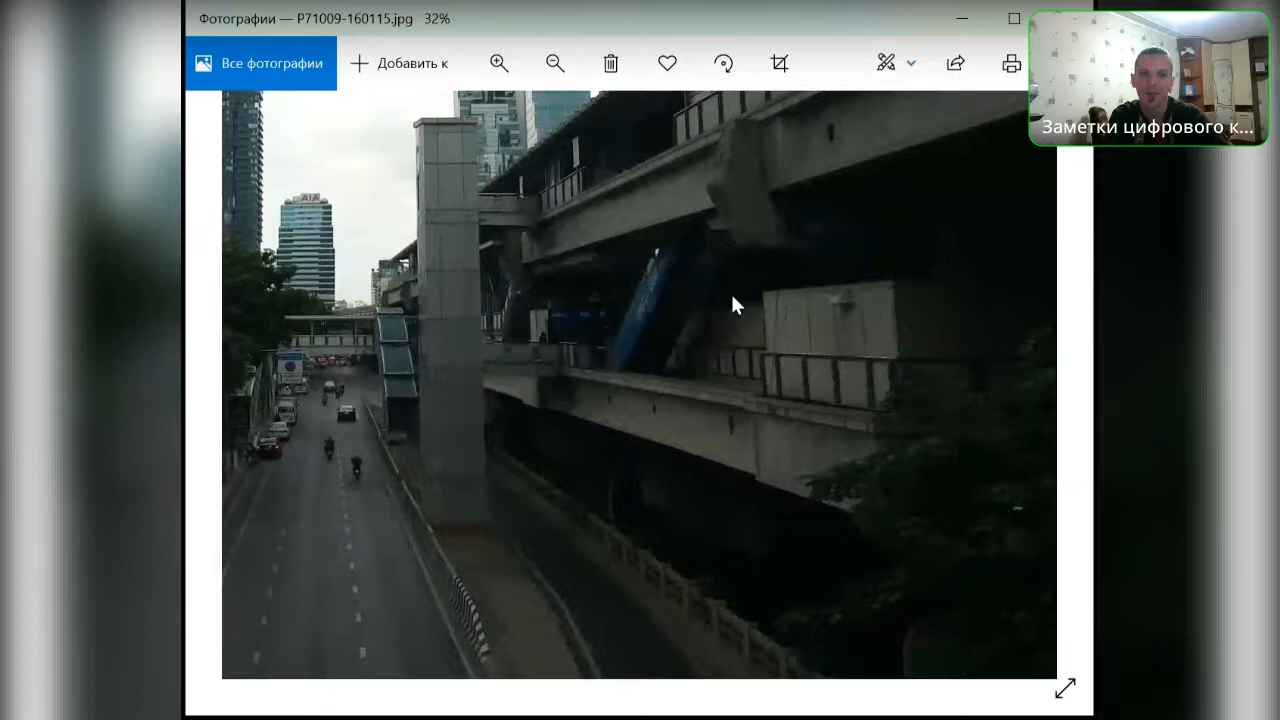 Фотографии — P71009-160115.jpg 32%
Все фотографии
Добавить к
Заметки цифрового к...
AIA